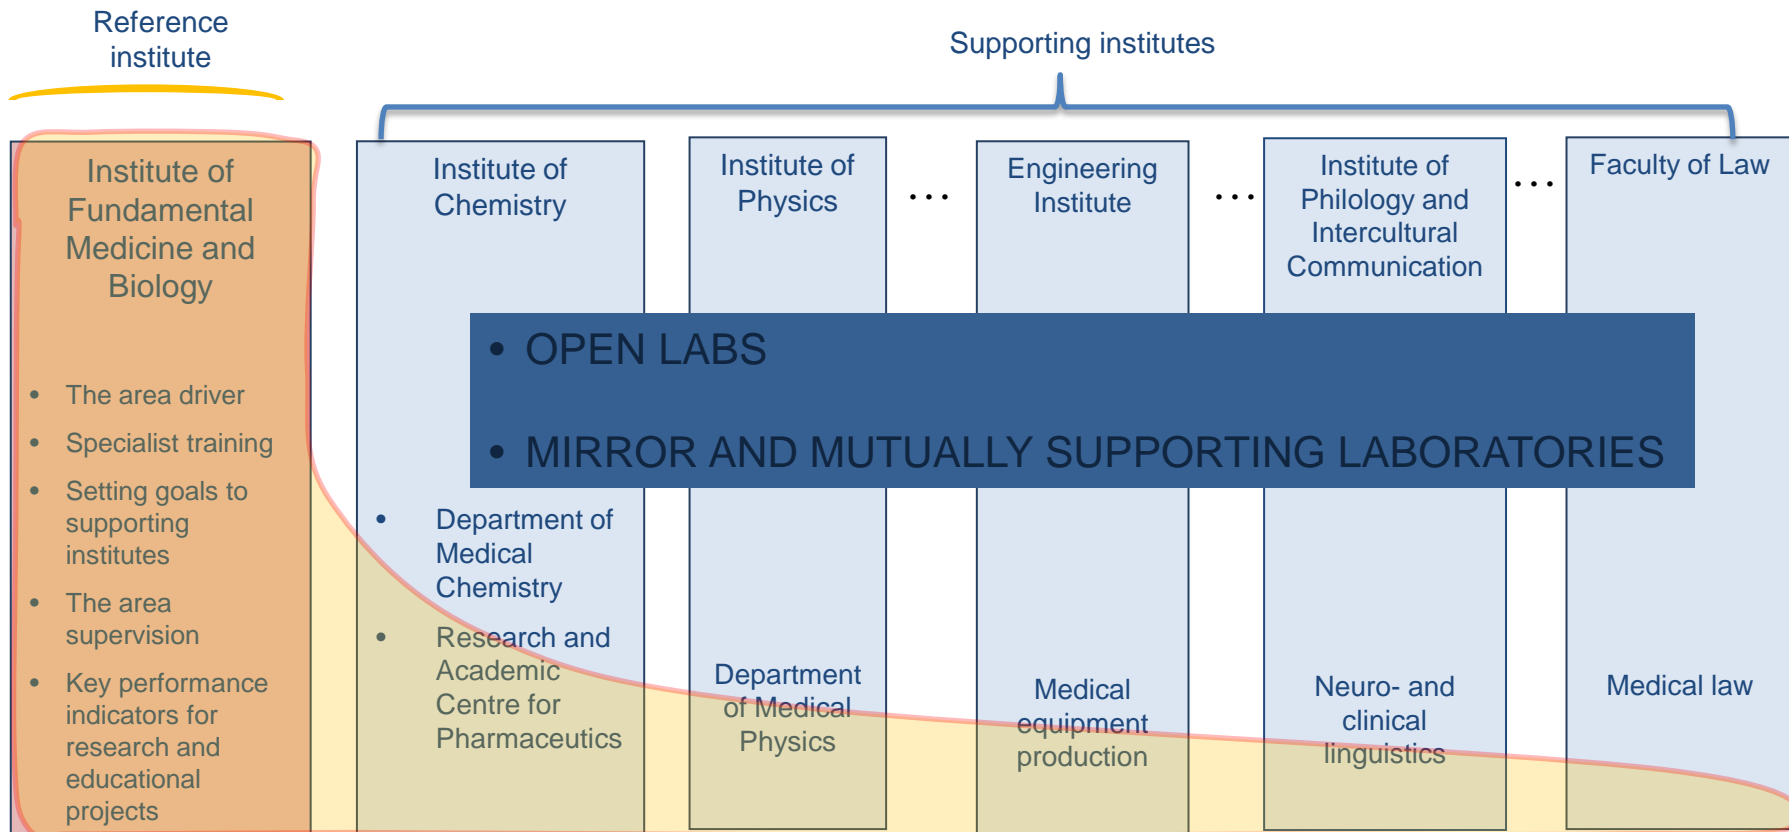 Reference
institute
Supporting institutes
Institute of
Fundamental
Medicine and
Biology
• The area driver
• Specialist training
• Setting goals to
supporting
institutes
• The area
supervision
• Key performance
indicators for
research and
educational
projects
Institute of
Chemistry
• Department of
Medical
Chemistry
• Research and
Academic
Centre for
Pharmaceutics
Institute of
Physics
Department
of Medical
Physics
...
Engineering
Institute
Medical
equipment
production
...
Institute of
Philology and
Intercultural
Communication
Neuro- and
clinical
linguistics
...
Faculty of Law
Medical law
• OPEN LABS
• MIRROR AND MUTUALLY SUPPORTING LABORATORIES